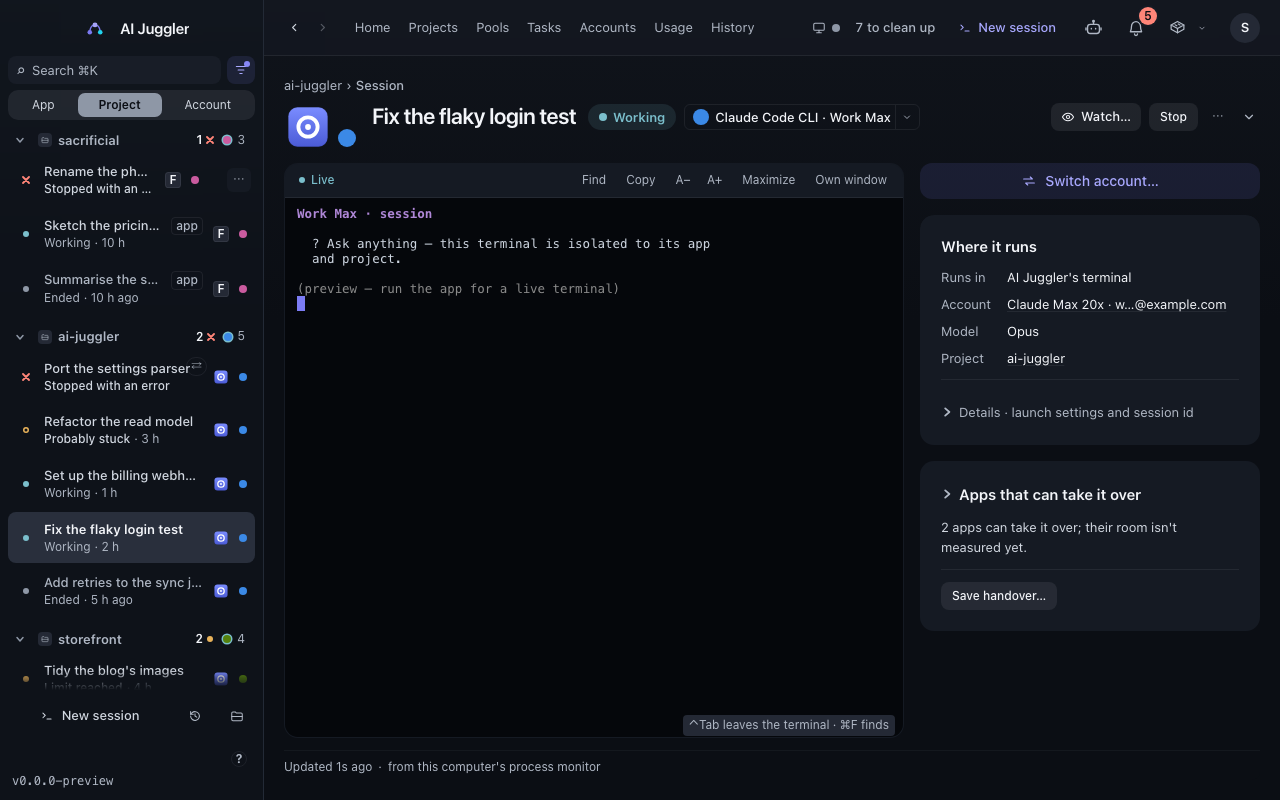 AI Juggler
Search ⌘K
App Project Account
sacrificial 1 3
Rename the ph... F
Stopped with an ...
Sketch the pricin... app F
Working · 10 h
Summarise the s... app F
Ended · 10 h ago
ai-juggler 2 5
Port the settings parser
Stopped with an error
Refactor the read model
Probably stuck · 3 h
Set up the billing webh...
Working · 1 h
Fix the flaky login test
Working · 2 h
Add retries to the sync j...
Ended · 5 h ago
storefront 2 4
Tidy the blog's images
Limit reached · 4 h
New session
?
v0.0.0-preview
Home Projects Pools Tasks Accounts Usage History 7 to clean up New session 5 S
ai-juggler › Session
Fix the flaky login test Working Claude Code CLI · Work Max Watch... Stop ...
Live Find Copy A− A+ Maximize Own window
Work Max · session
? Ask anything — this terminal is isolated to its app
and project.
(preview — run the app for a live terminal)
^Tab leaves the terminal · ⌘F finds
Switch account...
Where it runs
Runs in AI Juggler's terminal
Account Claude Max 20x · w...@example.com
Model Opus
Project ai-juggler
Details · launch settings and session id
Apps that can take it over
2 apps can take it over; their room isn't
measured yet.
Save handover...
Updated 1s ago · from this computer's process monitor